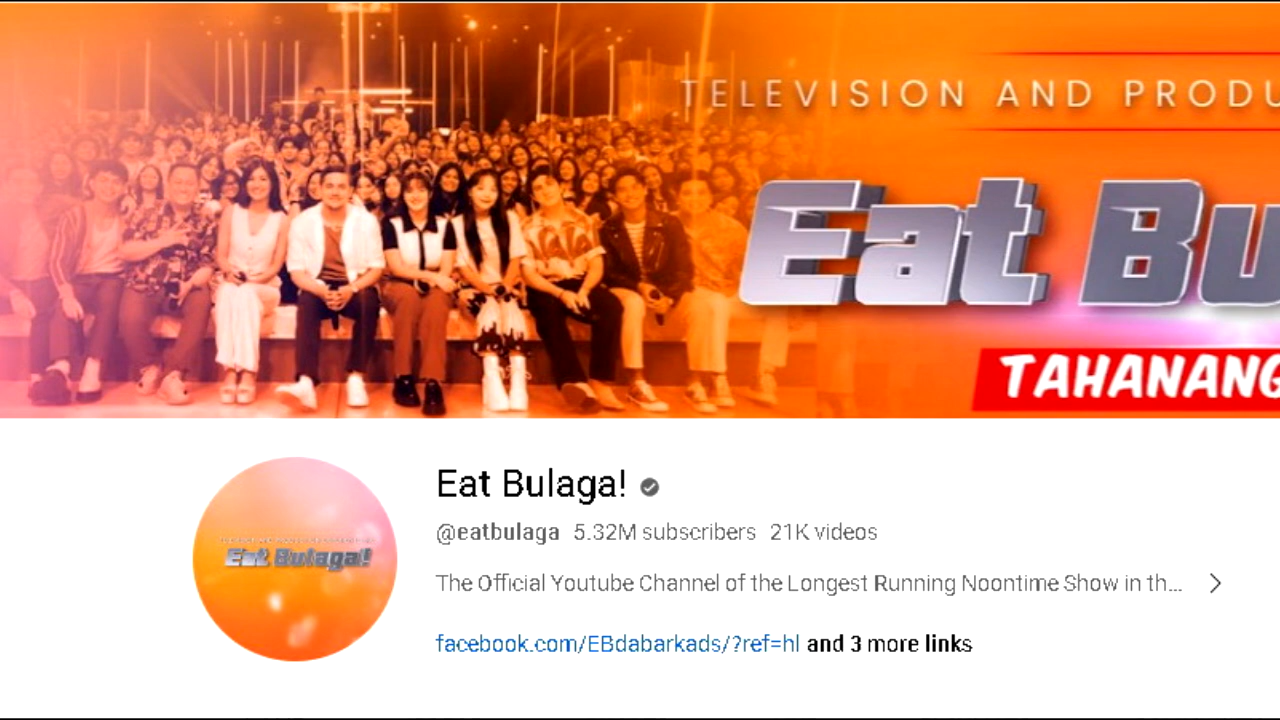 TELEVISION AND PRODU
Eat Bu
TAHANANG
Eat Bulaga!
Eat Bulaga!
@eatbulaga 5.32M subscribers 21K videos
The Official Youtube Channel of the Longest Running Noontime Show in th...
facebook.com/EBdabarkads/?ref=hl and 3 more links